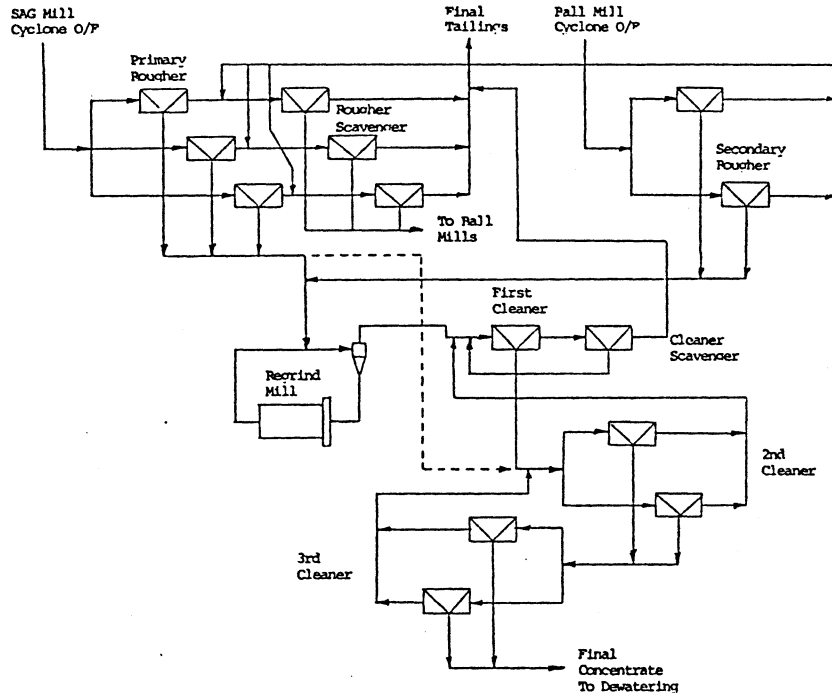 SAG Mill
Cyclone O/F
Final
Tailings
Ball Mill
Cyclone O/F
Primary
Rougher
Rougher
Scavenger
Secondary
Rougher
To Ball
Mills
First
Cleaner
Cleaner
Scavenger
Regrind
Mill
2nd
Cleaner
3rd
Cleaner
Final
Concentrate
To Dewatering